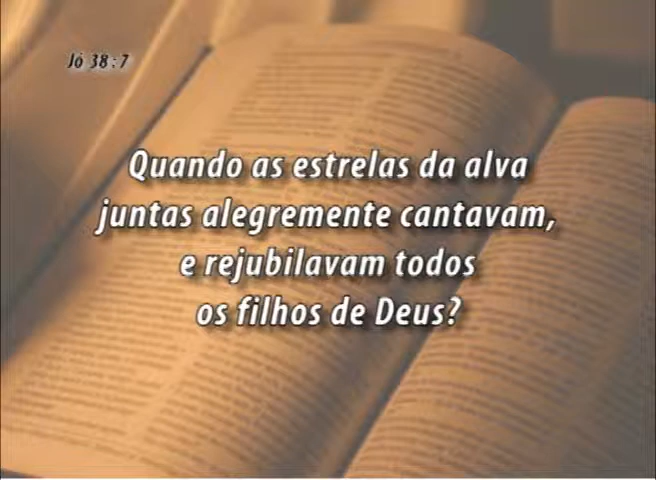 Jó 38:7
Quando as estrelas da alva
juntas alegremente cantavam,
e rejubilavam todos
os filhos de Deus?